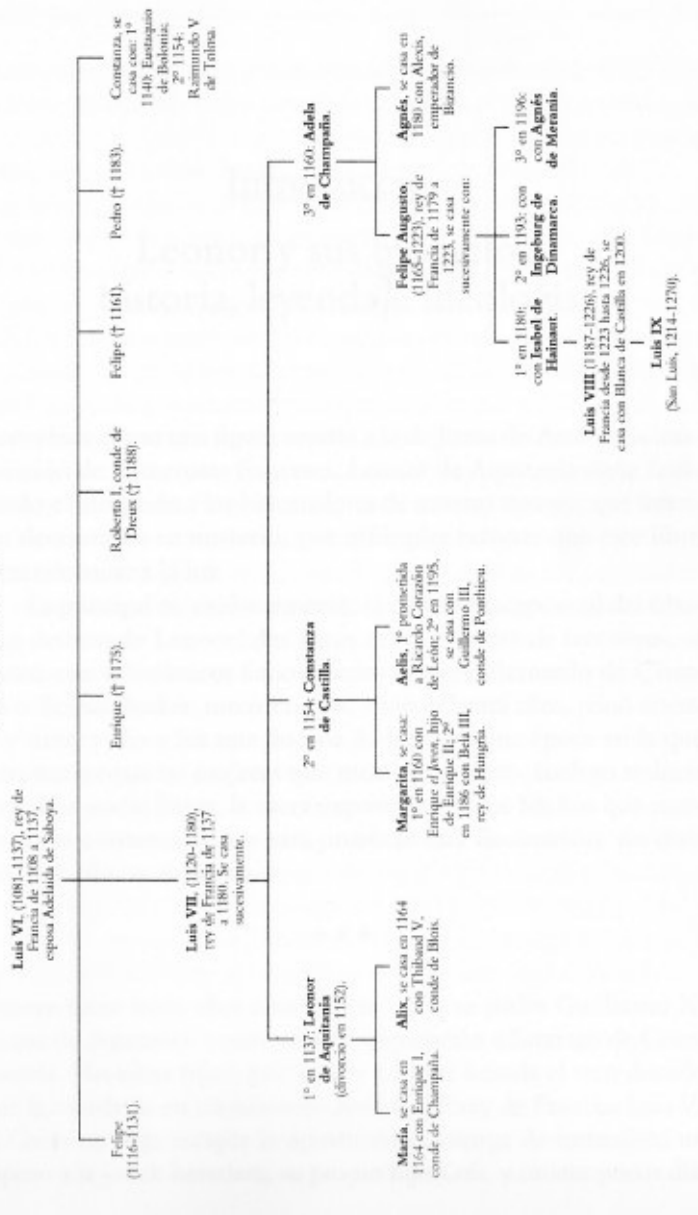 Luis VI, (1081-1137), rey de
Francia de 1108 a 1137,
esposa Adelaida de Saboya.
Felipe
(1116-1131).
Luis VII, (1120-1180),
rey de Francia de 1137
a 1180. Se casa
sucesivamente.
Enrique († 1175).
Roberto I, conde de
Dreux († 1188).
Felipe († 1161).
Pedro († 1183).
Constanza, se
casa con: 1º
1140; Eustaquio
de Bolonia;
2º 1154;
Raimundo V
de Tolosa.
1º en 1137: Leonor
de Aquitania
(divorcio en 1152),
2º en 1154: Constanza
de Castilla.
3º en 1160: Adela
de Champaña.
María, se casa en
1164 con Enrique I,
conde de Champaña.
Alix, se casa en 1164
con Thibaud V,
conde de Blois.
Margarita, se casa:
1º en 1160 con
Enrique el Joven, hijo
de Enrique II; 2º
en 1186 con Bela III,
rey de Hungría.
Aelis, 1º prometida
a Ricardo Corazón
de León; 2º en 1195,
se casa con
Guillermo III,
conde de Ponthieu.
Felipe Augusto,
(1165-1223), rey de
Francia de 1179 a
1223, se casa
sucesivamente con:
Agnés, se casa en
1180 con Alexis,
emperador de
Bizancio.
1º en 1180:
con Isabel de
Hainaut.
2º en 1193: con
Ingeburg de
Dinamarca.
3º en 1196:
con Agnés
de Merania.
Luis VIII (1187-1226), rey de
Francia desde 1223 hasta 1226, se
casa con Blanca de Castilla en 1200.
Luis IX
(San Luis, 1214-1270).